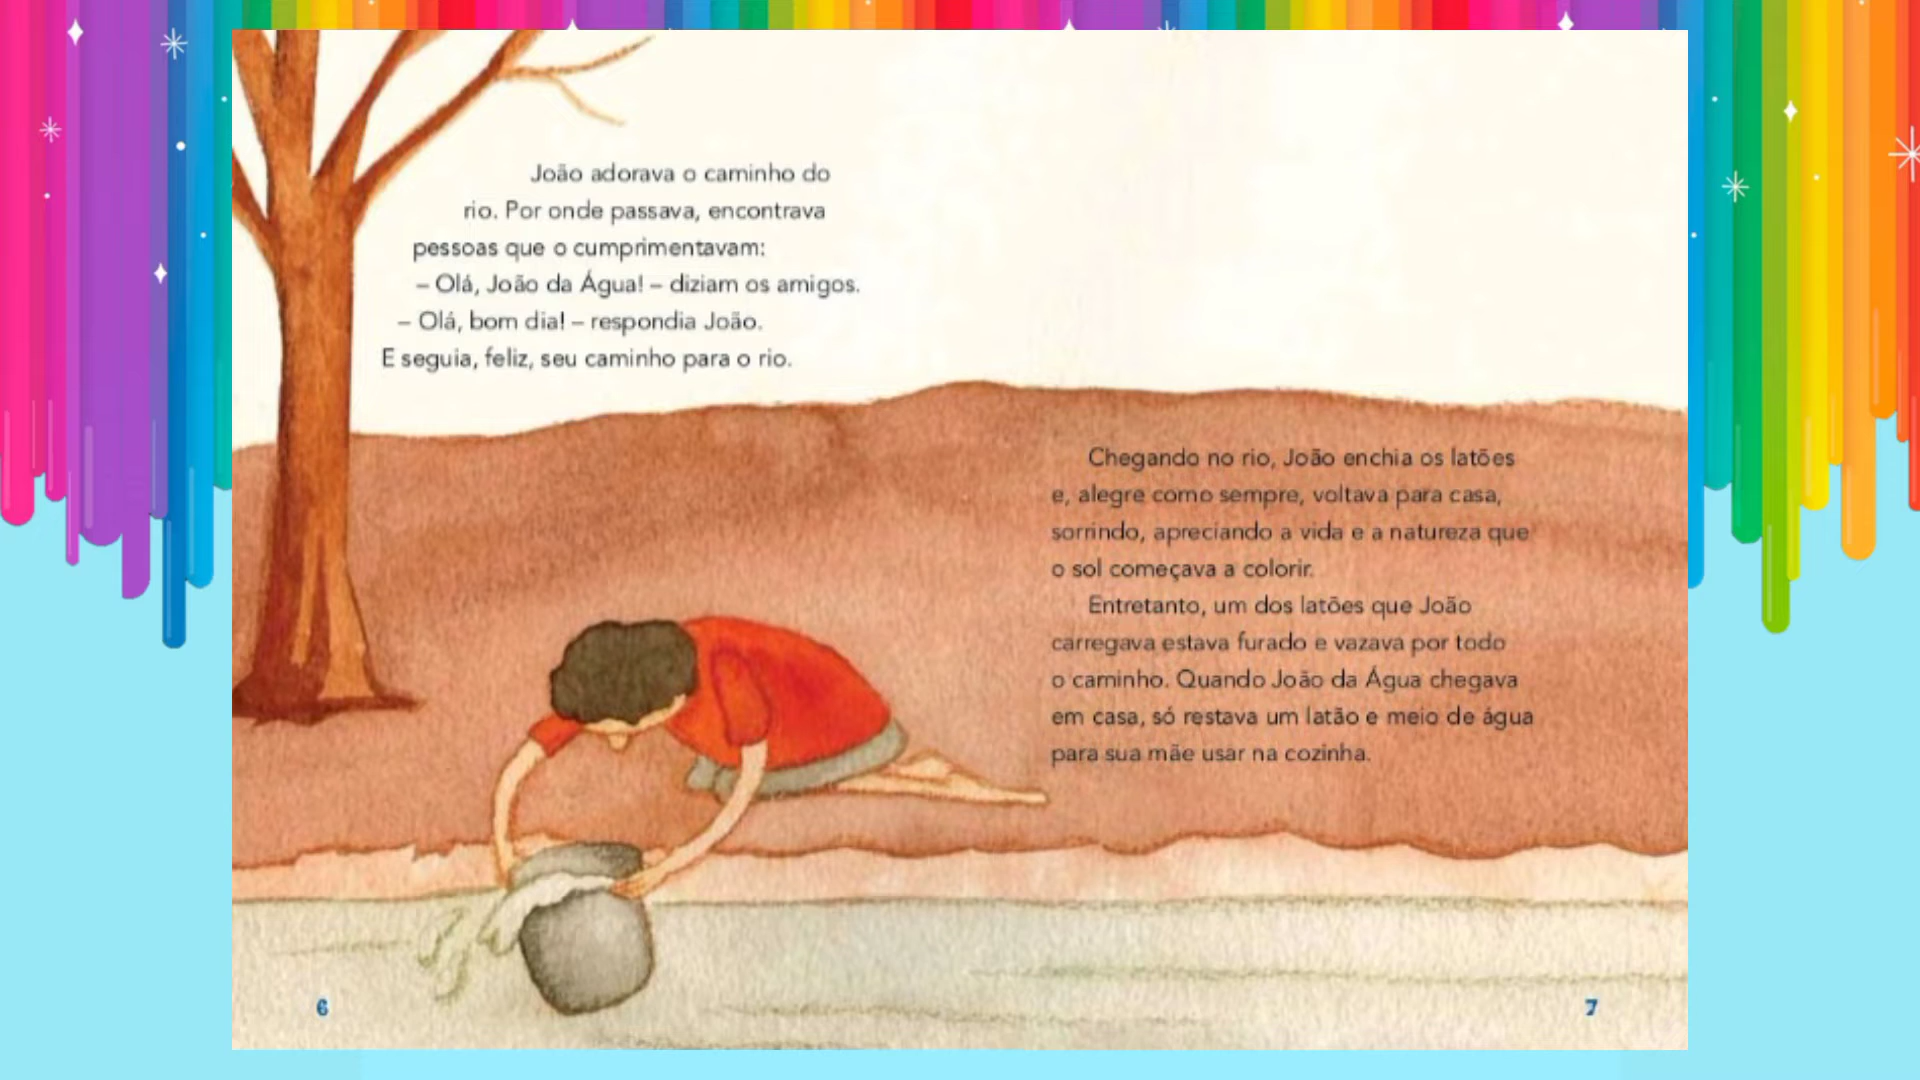 João adorava o caminho do
rio. Por onde passava, encontrava
pessoas que o cumprimentavam:
– Olá, João da Água! – diziam os amigos.
– Olá, bom dia! – respondia João.
E seguia, feliz, seu caminho para o rio.
Chegando no rio, João enchia os latões
e, alegre como sempre, voltava para casa,
sorrindo, apreciando a vida e a natureza que
o sol começava a colorir.
Entretanto, um dos latões que João
carregava estava furado e vazava por todo
o caminho. Quando João da Água chegava
em casa, só restava um latão e meio de água
para sua mãe usar na cozinha.
6
7